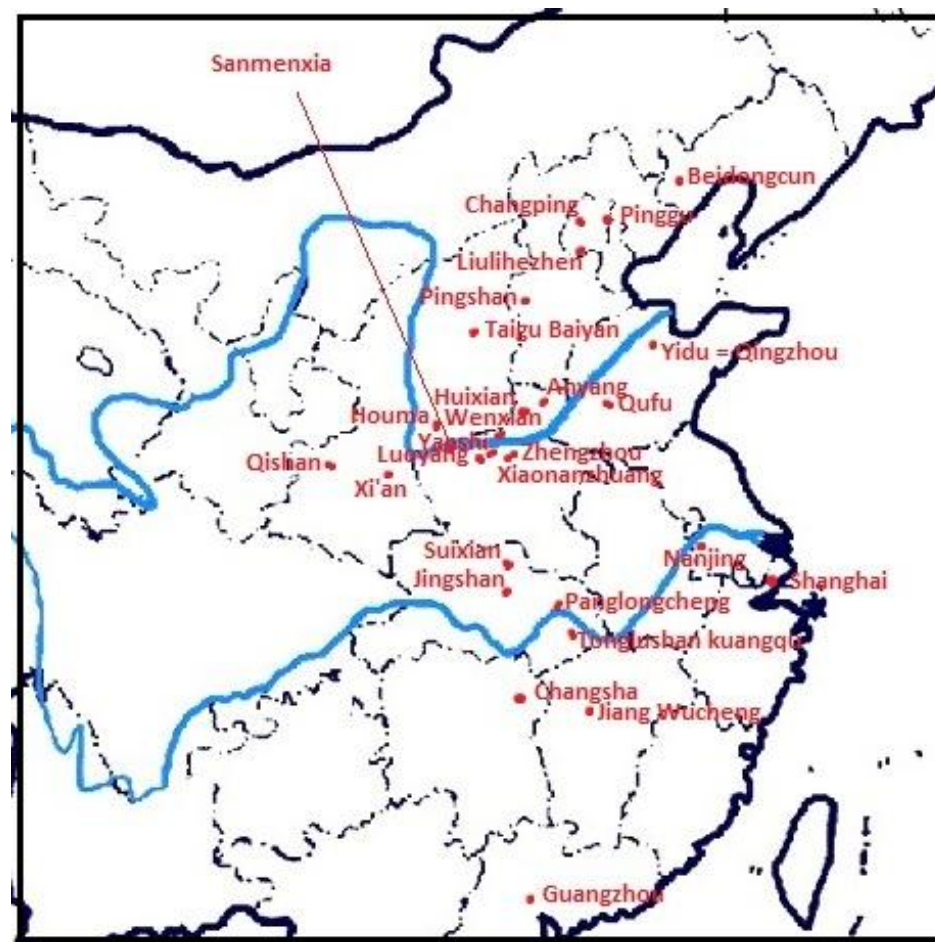 Sanmenxia
Beidongcun
Changping
Pinggu
Liulihezhen
Pingshan
Taigu Baiyan
Yidu = Qingzhou
Huixian
Anyang
Qufu
Houma
Wenxian
Yanshi
Luoyang
Zhengzhou
Qishan
Xiaonanzhuang
Xi'an
Suixian
Nanjing
Jingshan
Shanghai
Panglongcheng
Tonglushan kuangqu
Changsha
Jiang Wucheng
Guangzhou